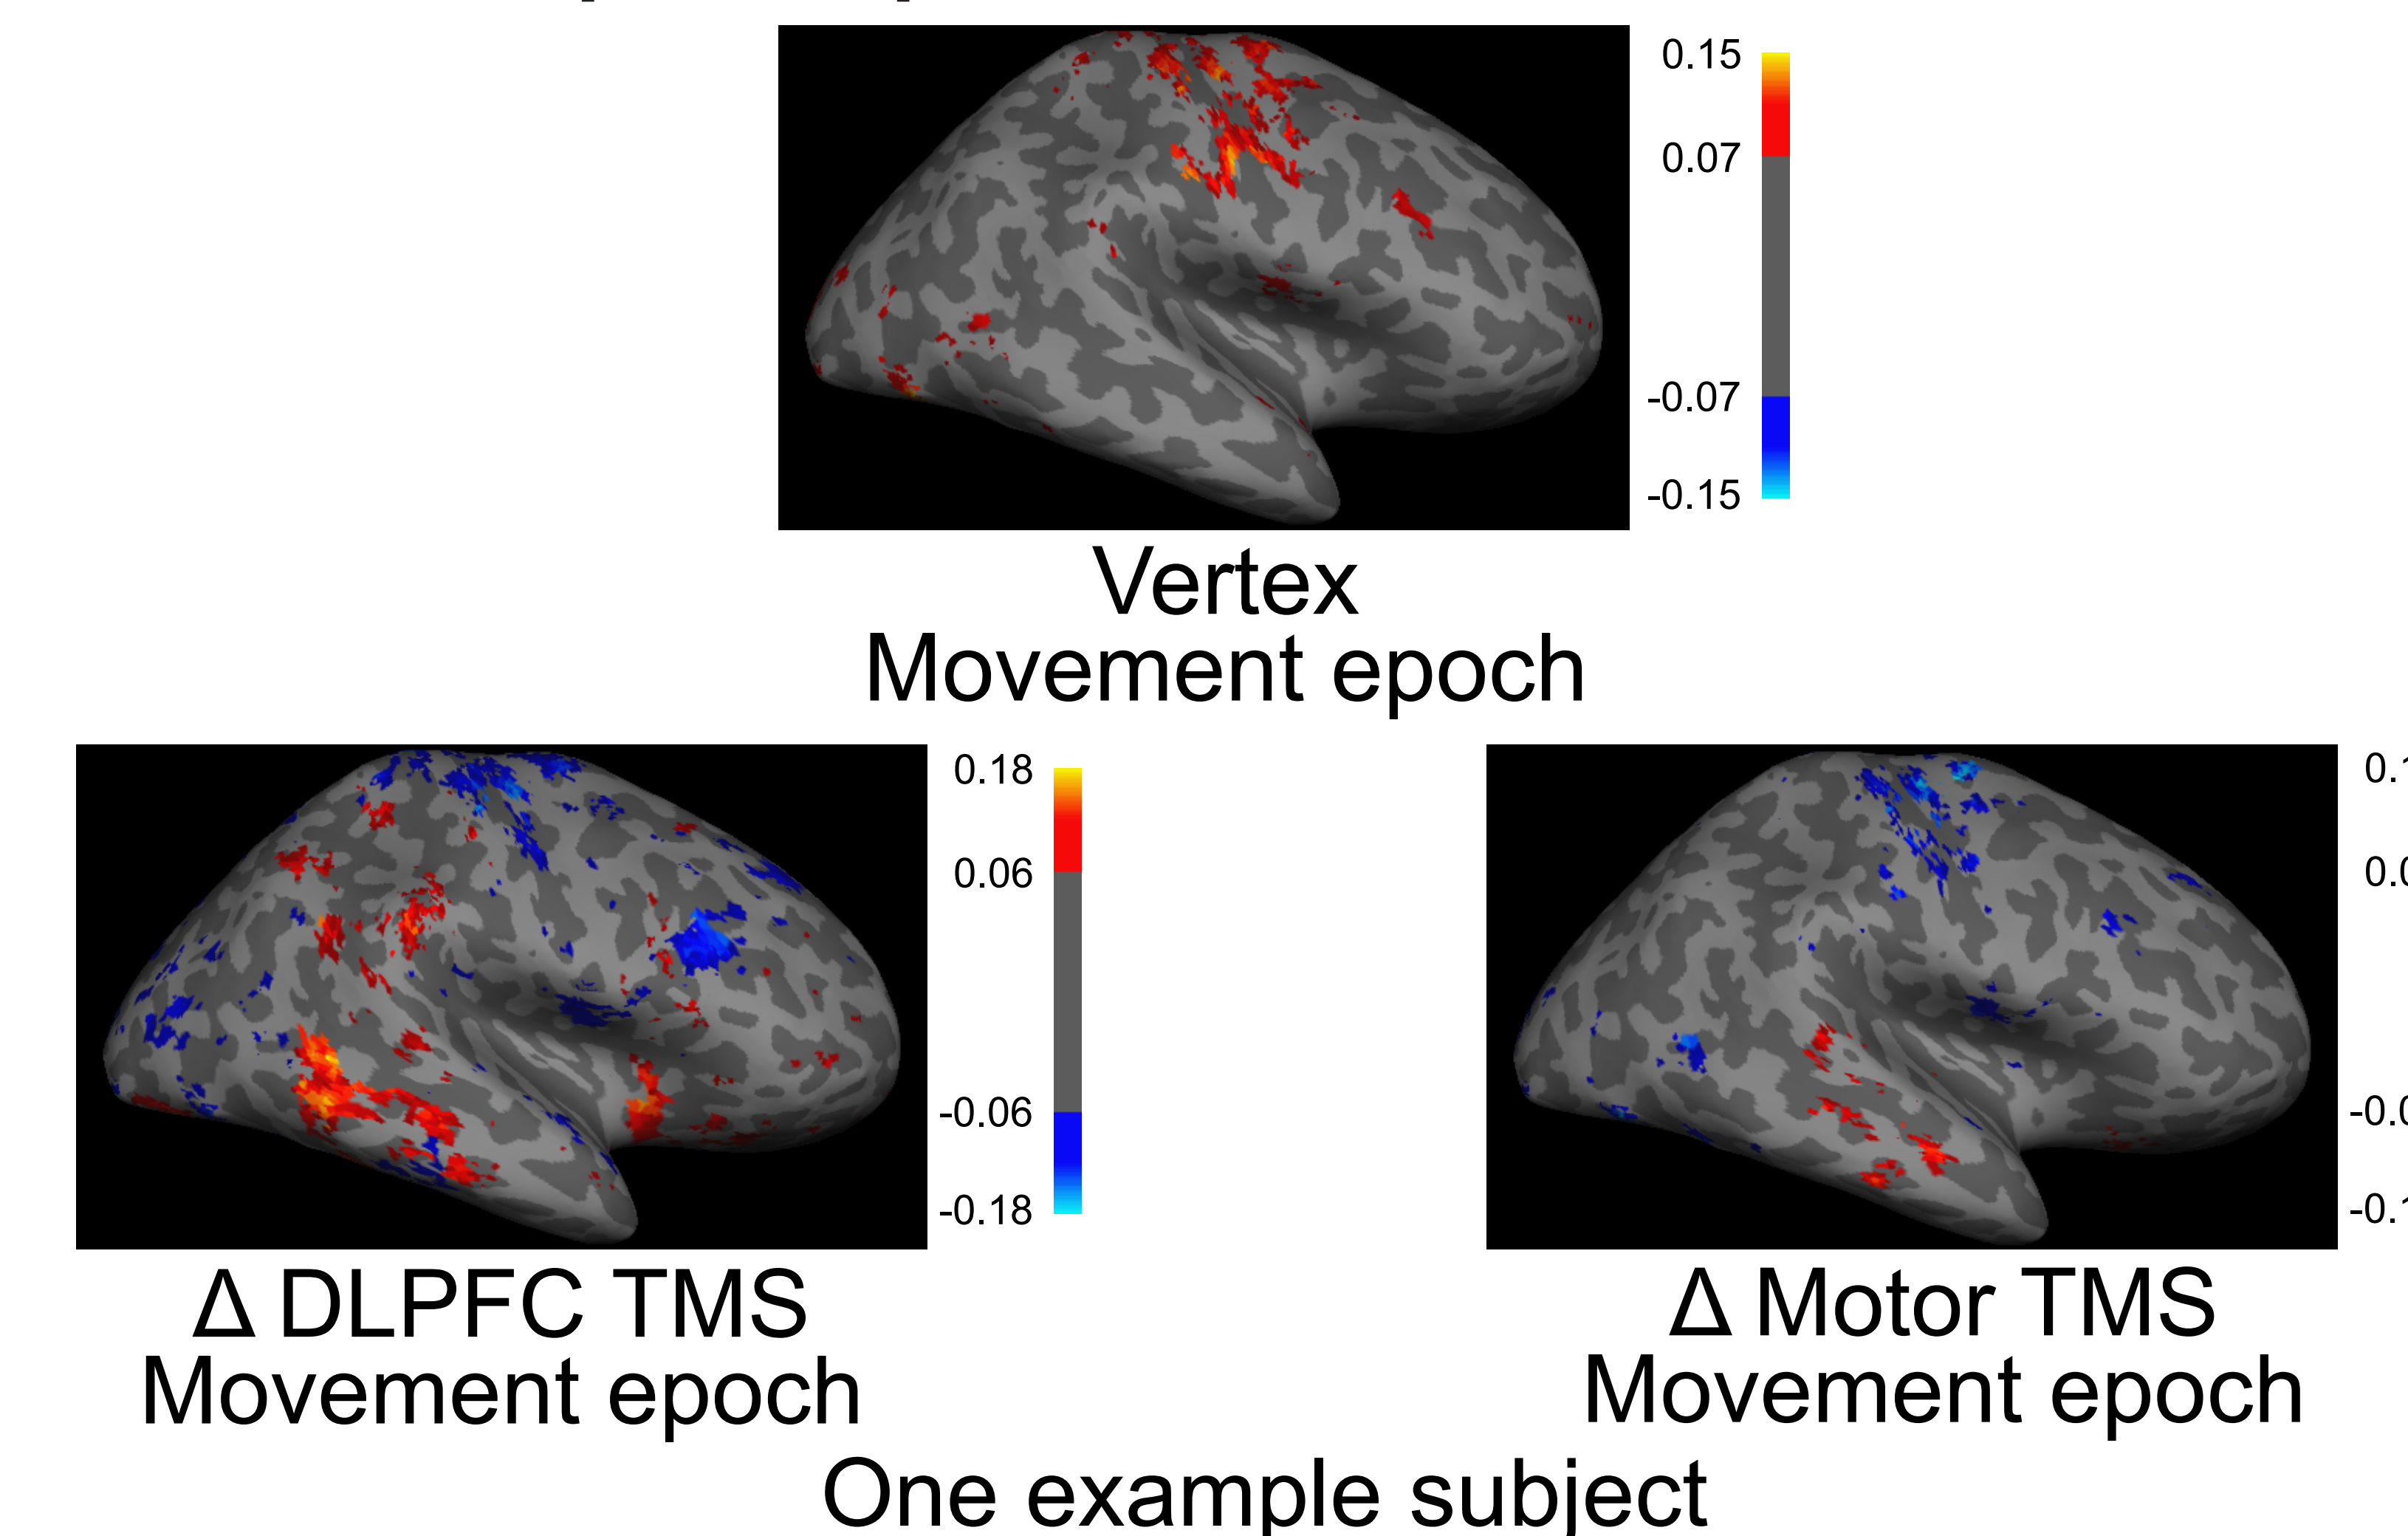 0.15
0.07
-0.07
-0.15
Vertex
Movement epoch
0.18
0.06
-0.06
-0.18
Δ DLPFC TMS
Movement epoch
Δ Motor TMS
Movement epoch
One example subject